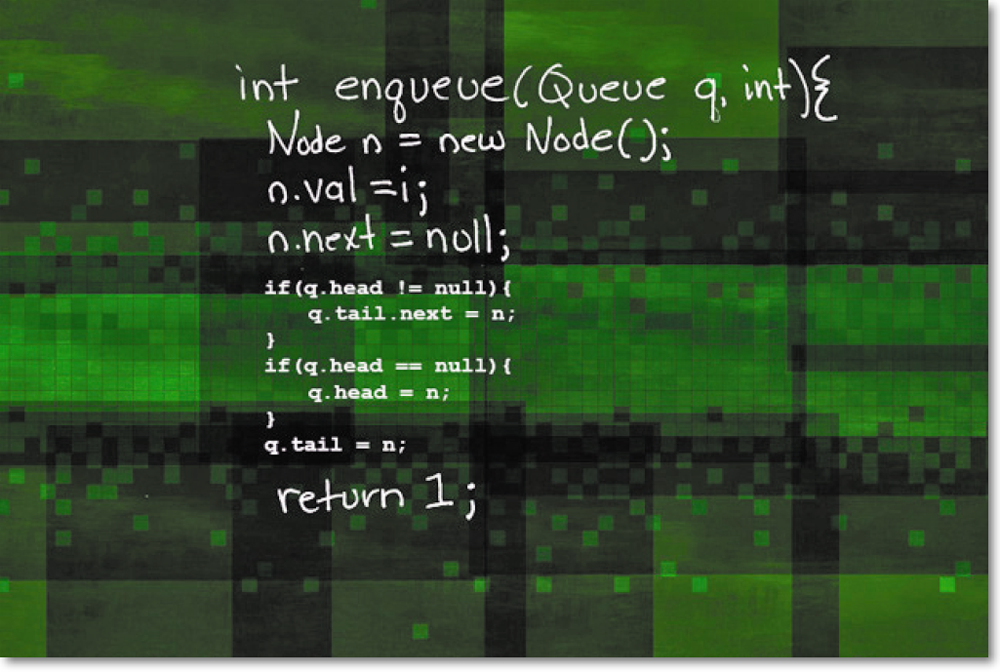 int enqueue(Queue q, int){
Node n = new Node();
n.val = i;
n.next = null;
if(q.head != null){
q.tail.next = n;
}
if(q.head == null){
q.head = n;
}
q.tail = n;
return 1;